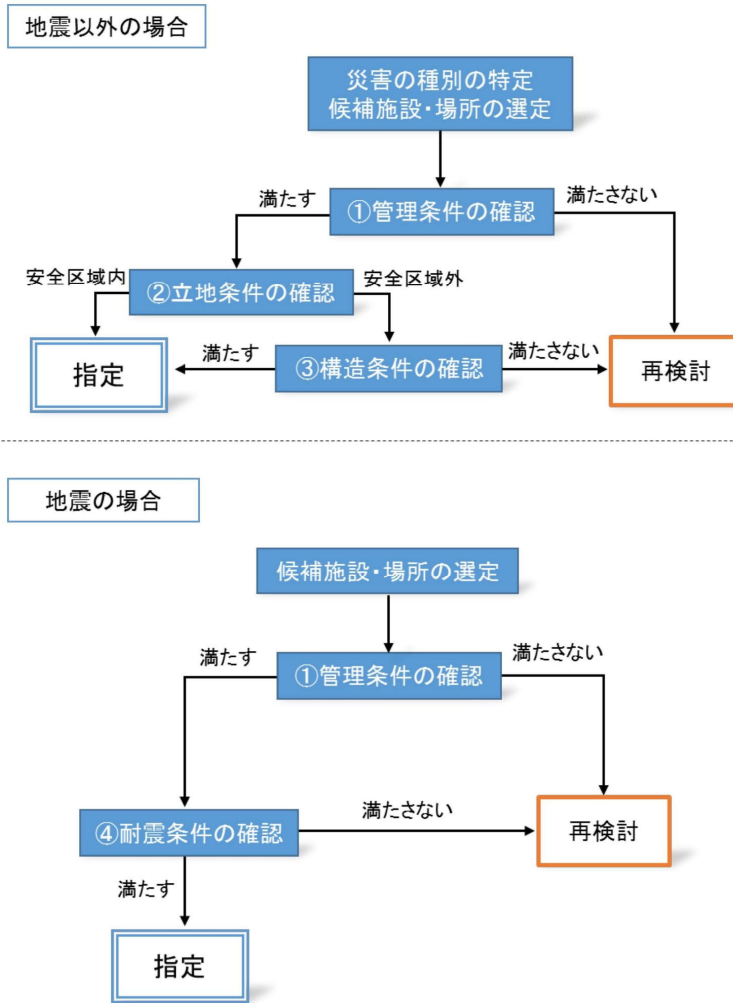 地震以外の場合
災害の種別の特定
候補施設・場所の選定
満たす
①管理条件の確認
満たさない
安全区域内
②立地条件の確認
安全区域外
指定
満たす
③構造条件の確認
満たさない
再検討
地震の場合
候補施設・場所の選定
満たす
①管理条件の確認
満たさない
④耐震条件の確認
満たさない
再検討
満たす
指定